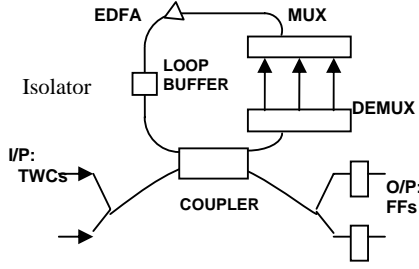 EDFA
MUX
LOOP
BUFFER
Isolator
DEMUX
I/P:
TWCs
COUPLER
O/P:
FFs